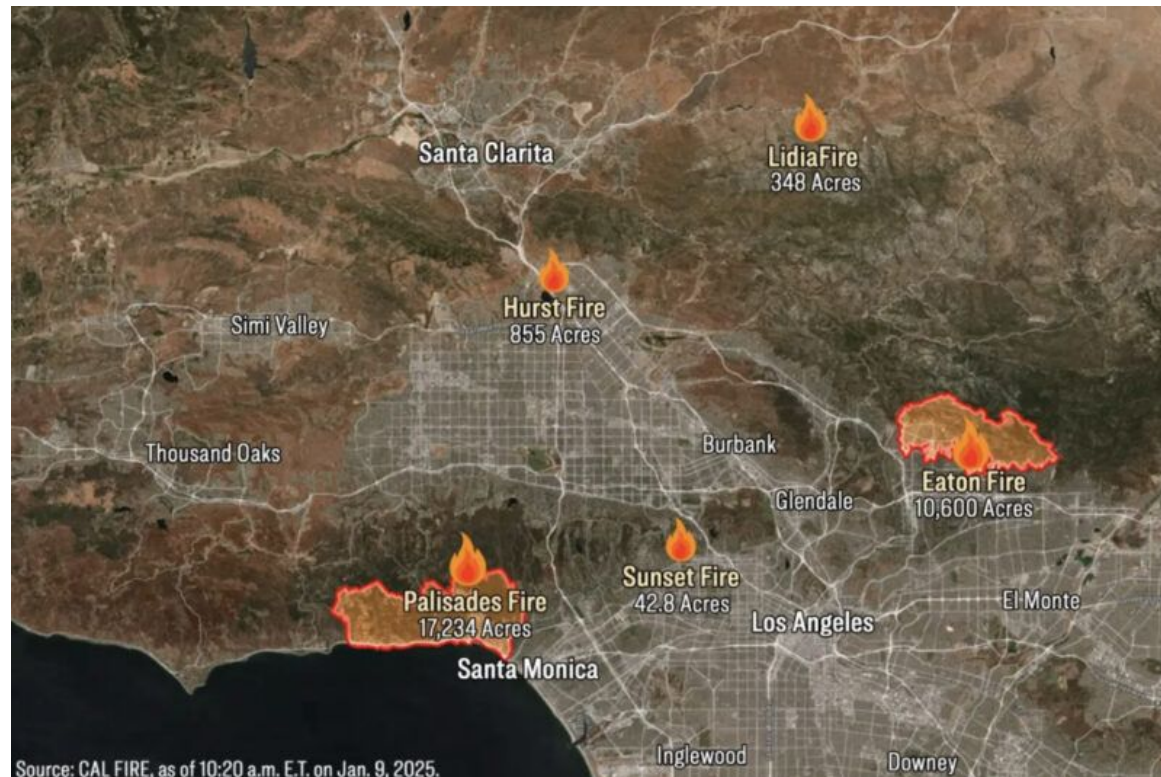 Santa Clarita
LidiaFire
348 Acres
Hurst Fire
855 Acres
Simi Valley
Thousand Oaks
Burbank
Glendale
Eaton Fire
10,600 Acres
Palisades Fire
17,234 Acres
Sunset Fire
42.8 Acres
El Monte
Los Angeles
Santa Monica
Inglewood
Downey
Source: CAL FIRE, as of 10:20 a.m. E.T. on Jan. 9, 2025.